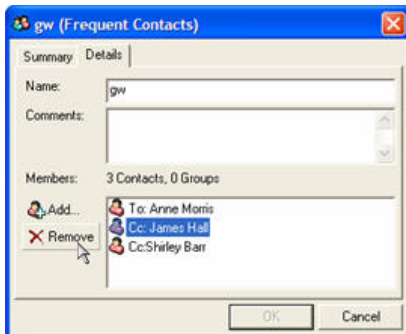 gw (Frequent Contacts)
Summary Details
Name: gw
Comments:
Members: 3 Contacts, 0 Groups
Add...
Remove
To: Anne Morris
Cc: James Hall
Cc:Shirley Barr
OK Cancel